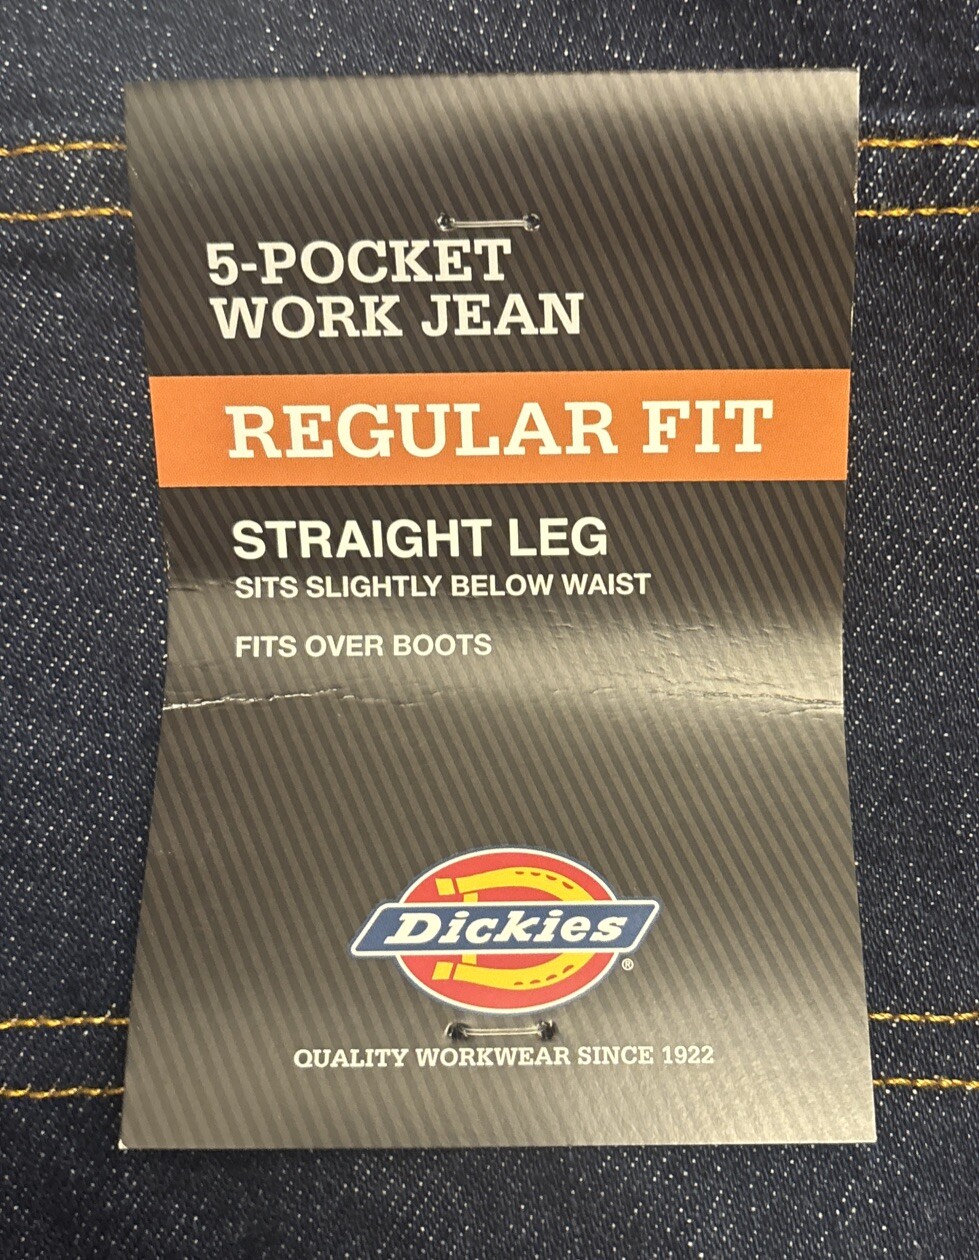 5-POCKET
WORK JEAN
REGULAR FIT
STRAIGHT LEG
SITS SLIGHTLY BELOW WAIST
FITS OVER BOOTS
Dickies®
QUALITY WORKWEAR SINCE 1922